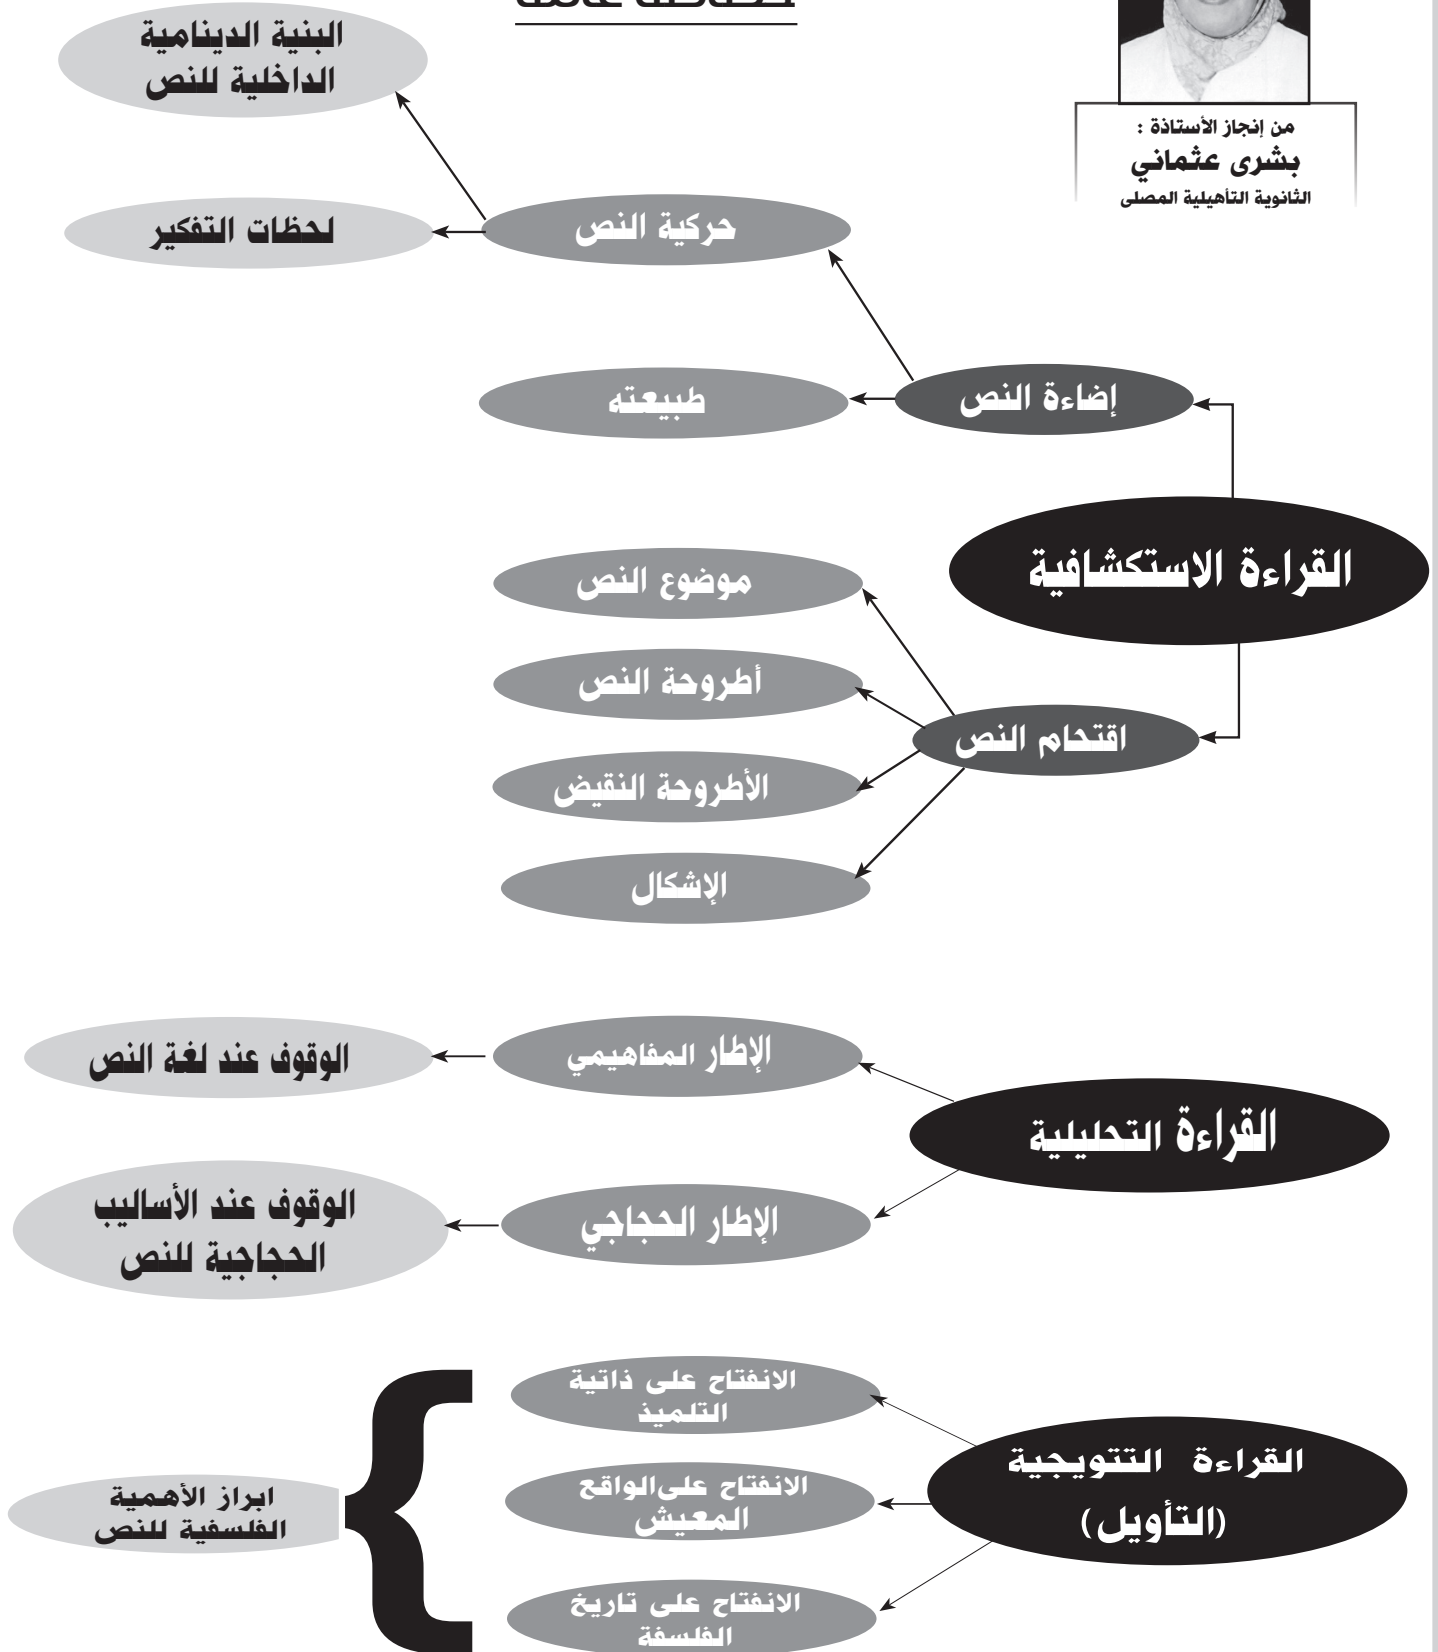 من إنجاز الأستاذة :
بشرى عثماني
الثانوية التأهيلية المصلى
البنية الدينامية
الداخلية للنص
حركية النص
لحظات التفكير
إضاءة النص
طبيعته
القراءة الاستكشافية
موضوع النص
أطروحة النص
اقتحام النص
الأطروحة النقيض
الإشكال
الإطار المفاهيمي
الوقوف عند لغة النص
القراءة التحليلية
الإطار الحجاجي
الوقوف عند الأساليب
الحجاجية للنص
الانفتاح على ذاتية
التلميذ
القراءة التتويجية
(التأويل)
الانفتاح على الواقع
المعيش
ابراز الأهمية
الفلسفية للنص
الانفتاح على تاريخ
الفلسفة